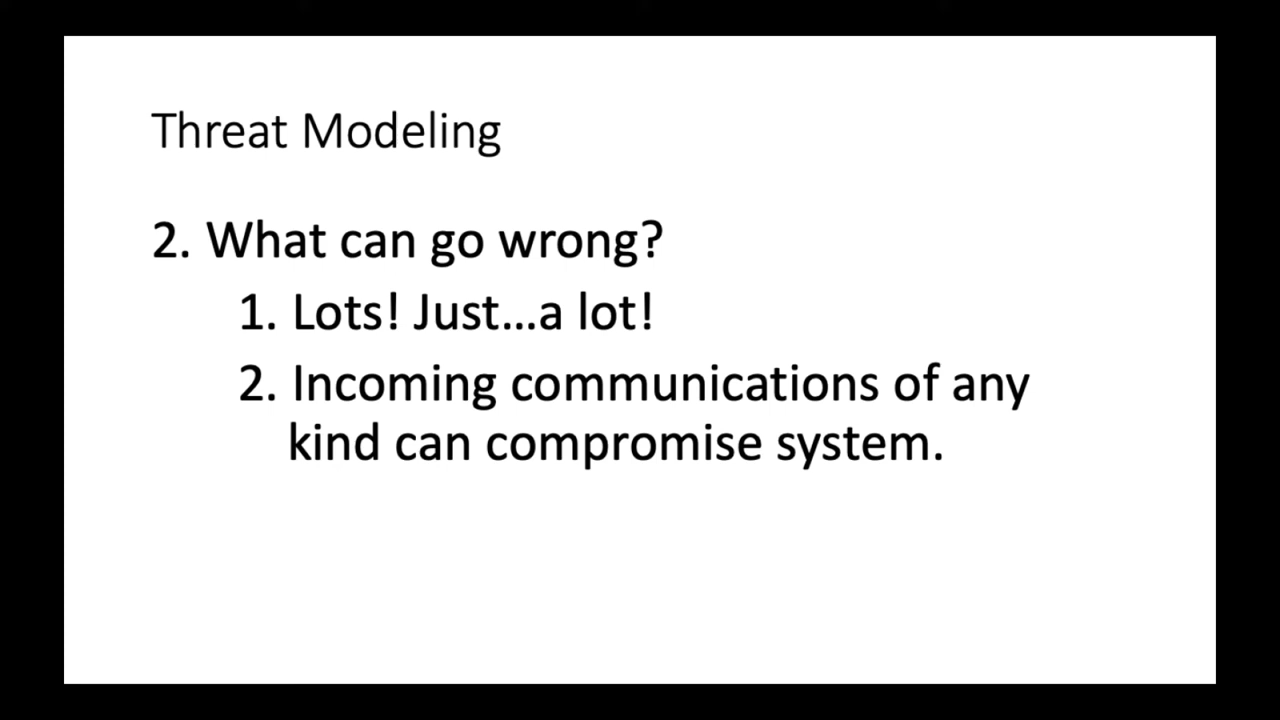 Threat Modeling
2. What can go wrong?
1. Lots! Just...a lot!
2. Incoming communications of any
kind can compromise system.